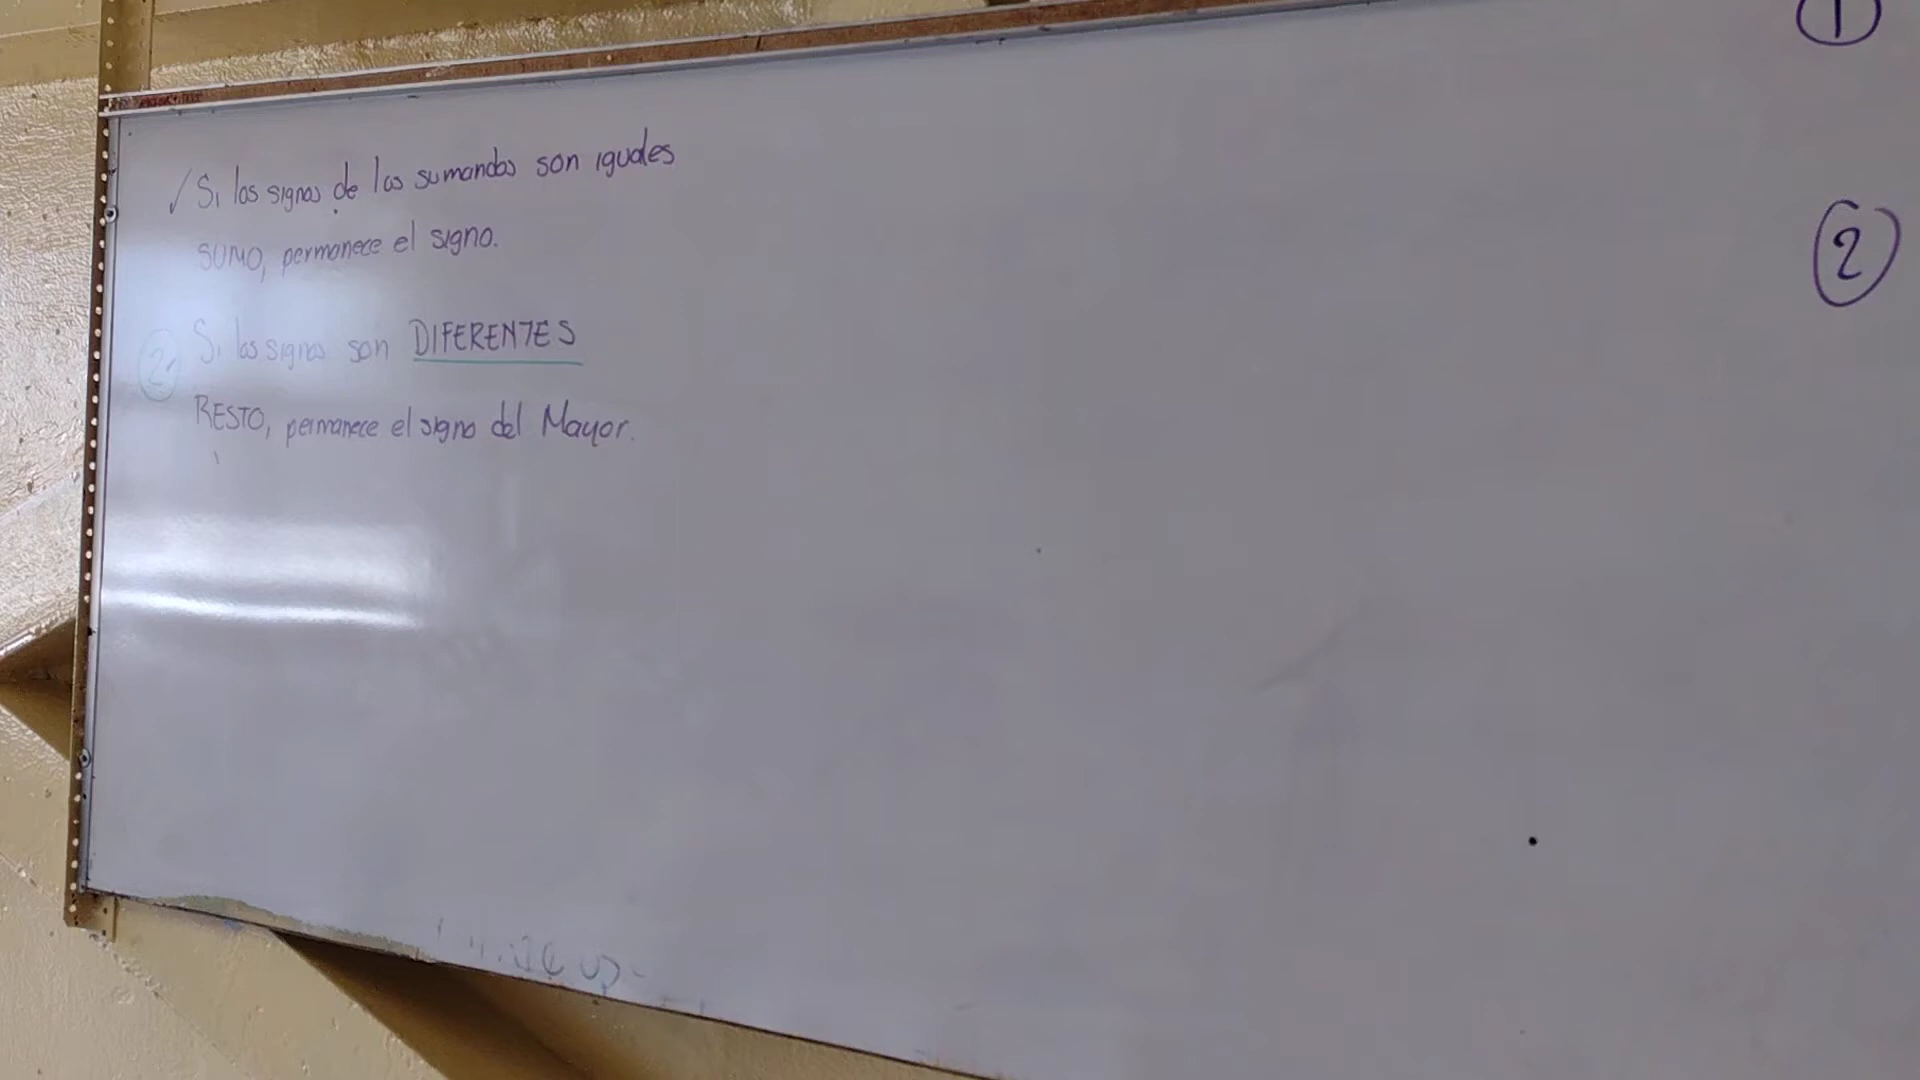 ✓ Si los signos de los sumandos son iguales
SUMO, permanece el signo.
2. Si los signos son DIFERENTES
RESTO, permanece el signo del Mayor.
1
2